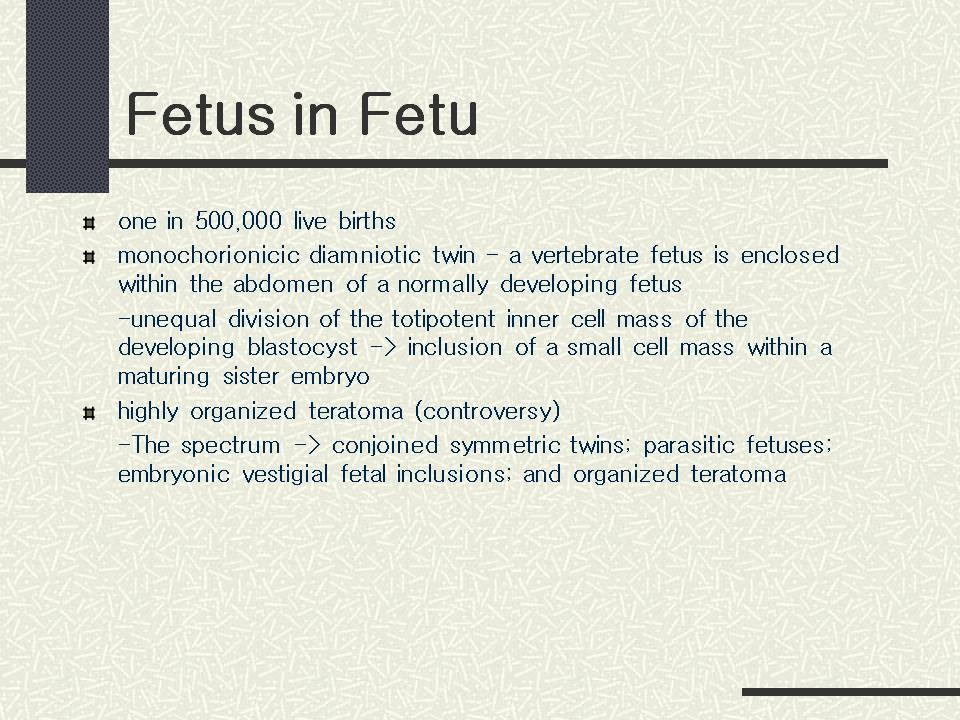 Fetus in Fetu
one in 500,000 live births
monochorionicic diamniotic twin - a vertebrate fetus is enclosed
within the abdomen of a normally developing fetus
-unequal division of the totipotent inner cell mass of the
developing blastocyst -> inclusion of a small cell mass within a
maturing sister embryo
highly organized teratoma (controversy)
-The spectrum -> conjoined symmetric twins; parasitic fetuses;
embryonic vestigial fetal inclusions; and organized teratoma